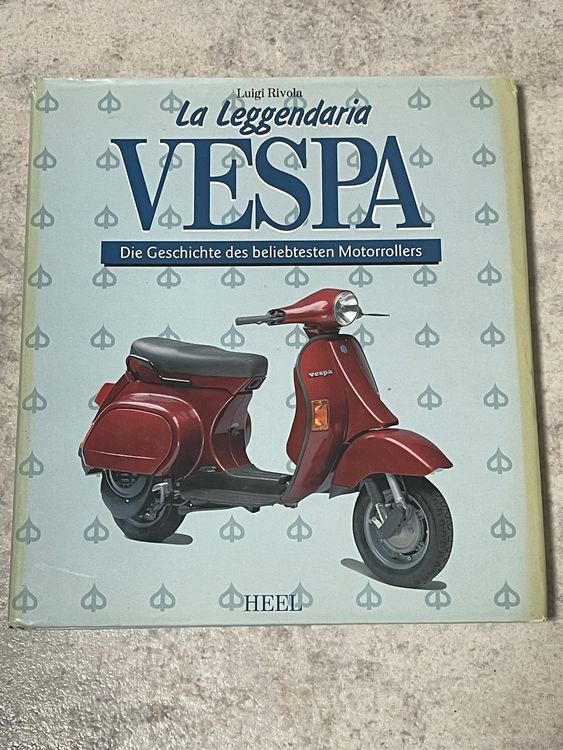 Luigi Rivola
La Leggendaria
VESPA
Die Geschichte des beliebtesten Motorrollers
vespa
HEEL